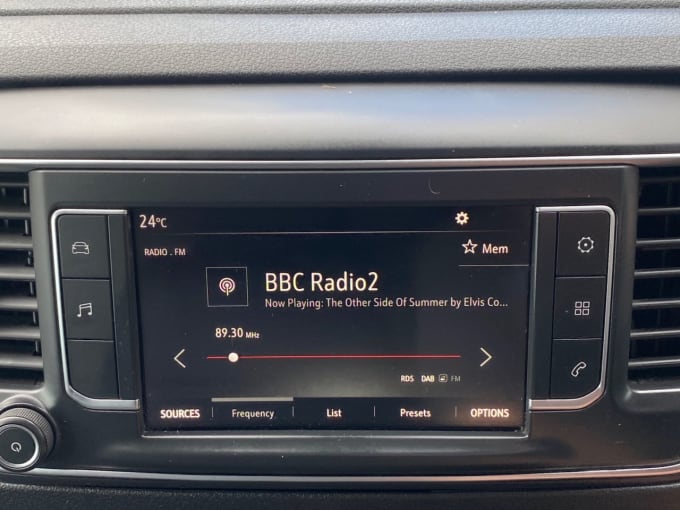 24°C
RADIO . FM
Mem
BBC Radio2
Now Playing: The Other Side Of Summer by Elvis Co...
89.30 MHz
RDS DAB FM
SOURCES Frequency List Presets OPTIONS